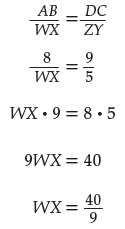 AB/WX = DC/ZY
8/WX = 9/5
WX • 9 = 8 • 5
9WX = 40
WX = 40/9